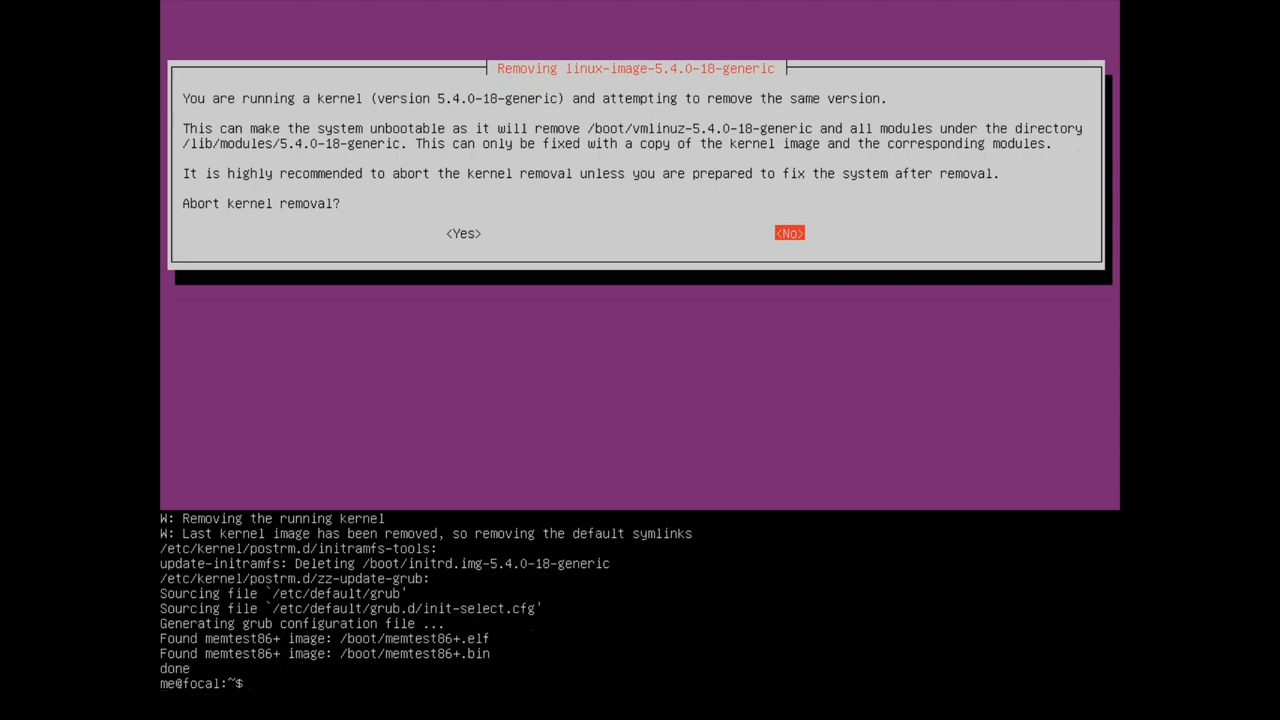 Removing linux-image-5.4.0-18-generic
You are running a kernel (version 5.4.0-18-generic) and attempting to remove the same version.
This can make the system unbootable as it will remove /boot/vmlinuz-5.4.0-18-generic and all modules under the directory
/lib/modules/5.4.0-18-generic. This can only be fixed with a copy of the kernel image and the corresponding modules.
It is highly recommended to abort the kernel removal unless you are prepared to fix the system after removal.
Abort kernel removal?
<Yes> <No>
W: Removing the running kernel
W: Last kernel image has been removed, so removing the default symlinks
/etc/kernel/postrm.d/initramfs-tools:
update-initramfs: Deleting /boot/initrd.img-5.4.0-18-generic
/etc/kernel/postrm.d/zz-update-grub:
Sourcing file `/etc/default/grub'
Sourcing file `/etc/default/grub.d/init-select.cfg'
Generating grub configuration file ...
Found memtest86+ image: /boot/memtest86+.elf
Found memtest86+ image: /boot/memtest86+.bin
done
me@focal:~$